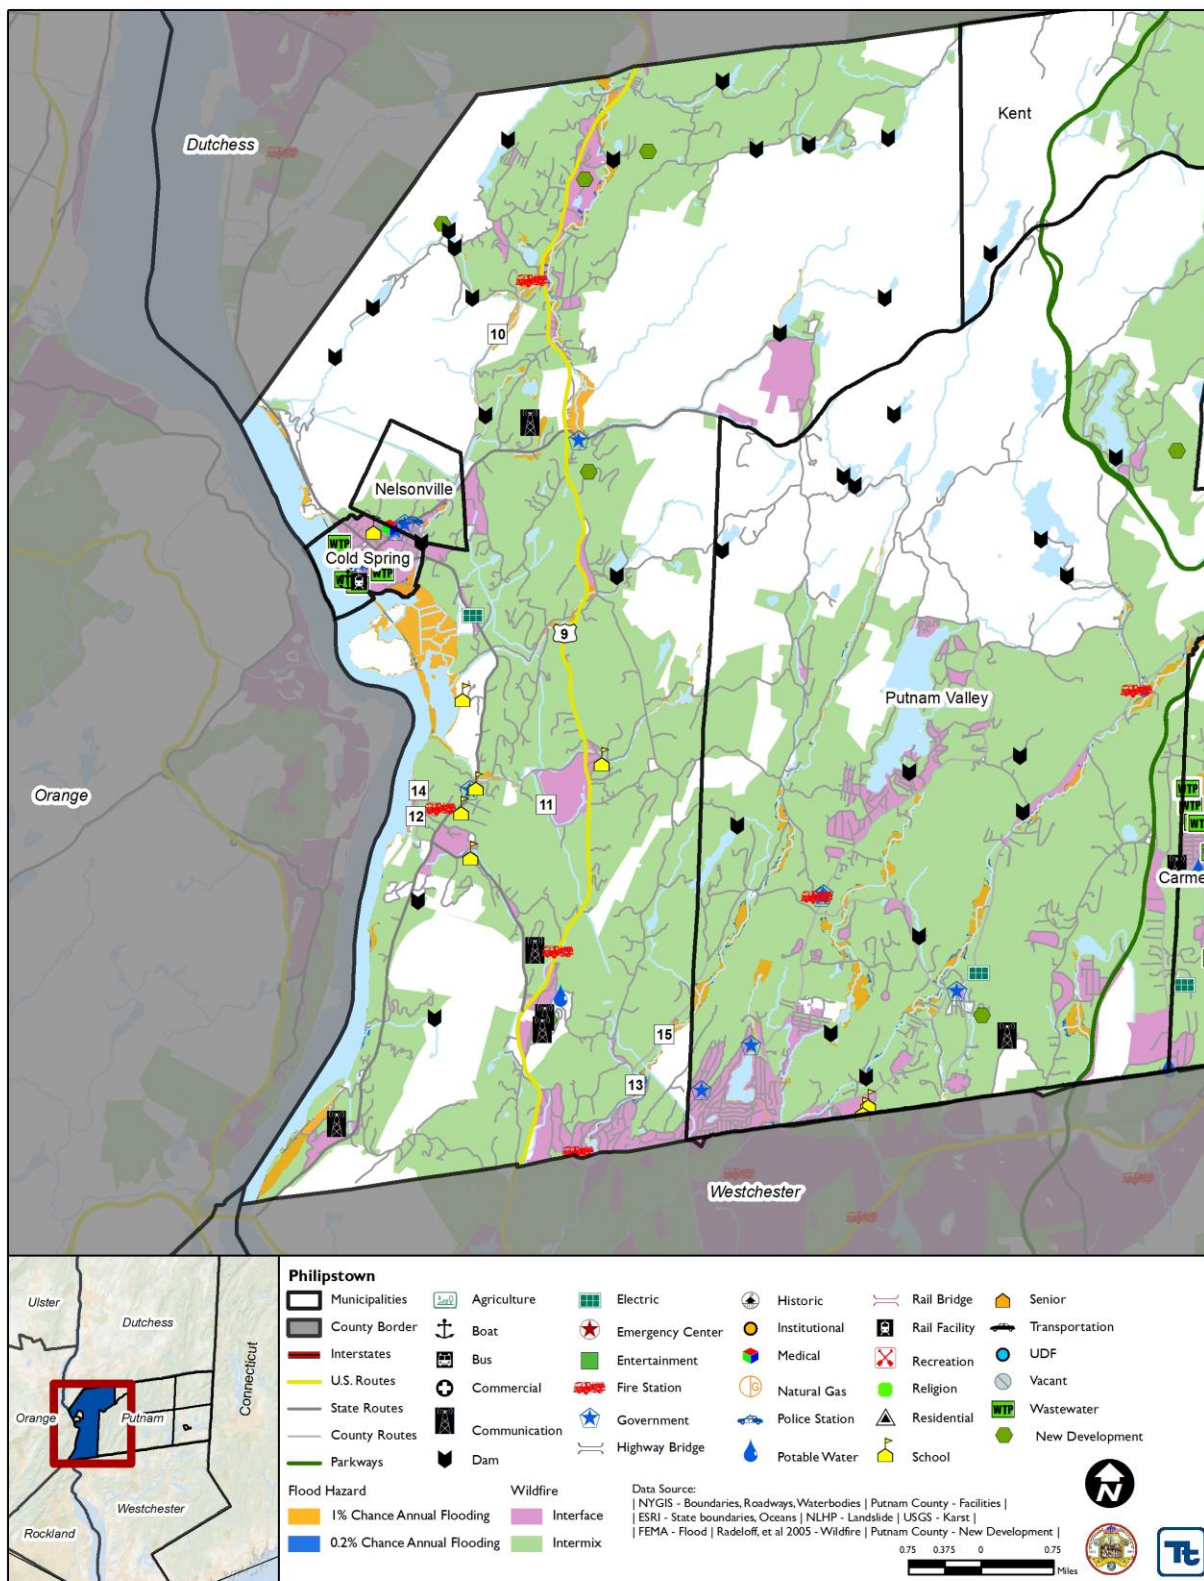 Dutchess
Kent
10
Nelsonville
WTP
Cold Spring
WTP
WTP
9
Putnam Valley
Orange
14
11
12
WTP
WTP
WTP
Carme
15
13
Westchester
Ulster
Dutchess
Connecticut
Orange
Putnam
Westchester
Rockland
Philipstown
Municipalities
County Border
Interstates
U.S. Routes
State Routes
County Routes
Parkways
Agriculture
Boat
Bus
Commercial
Communication
Dam
Electric
Emergency Center
Entertainment
Fire Station
Government
Highway Bridge
Historic
Institutional
Medical
G
Natural Gas
Police Station
Potable Water
Rail Bridge
Rail Facility
Recreation
Religion
Residential
School
Senior
Transportation
UDF
Vacant
WTP
Wastewater
New Development
Flood Hazard
1% Chance Annual Flooding
0.2% Chance Annual Flooding
Wildfire
Interface
Intermix
Data Source:
| NYGIS - Boundaries, Roadways, Waterbodies | Putnam County - Facilities |
| ESRI - State boundaries, Oceans | NLHP - Landslide | USGS - Karst |
| FEMA - Flood | Radeloff, et al 2005 - Wildfire | Putnam County - New Development |
0.75 0.375 0 0.75
Miles
N
Tt